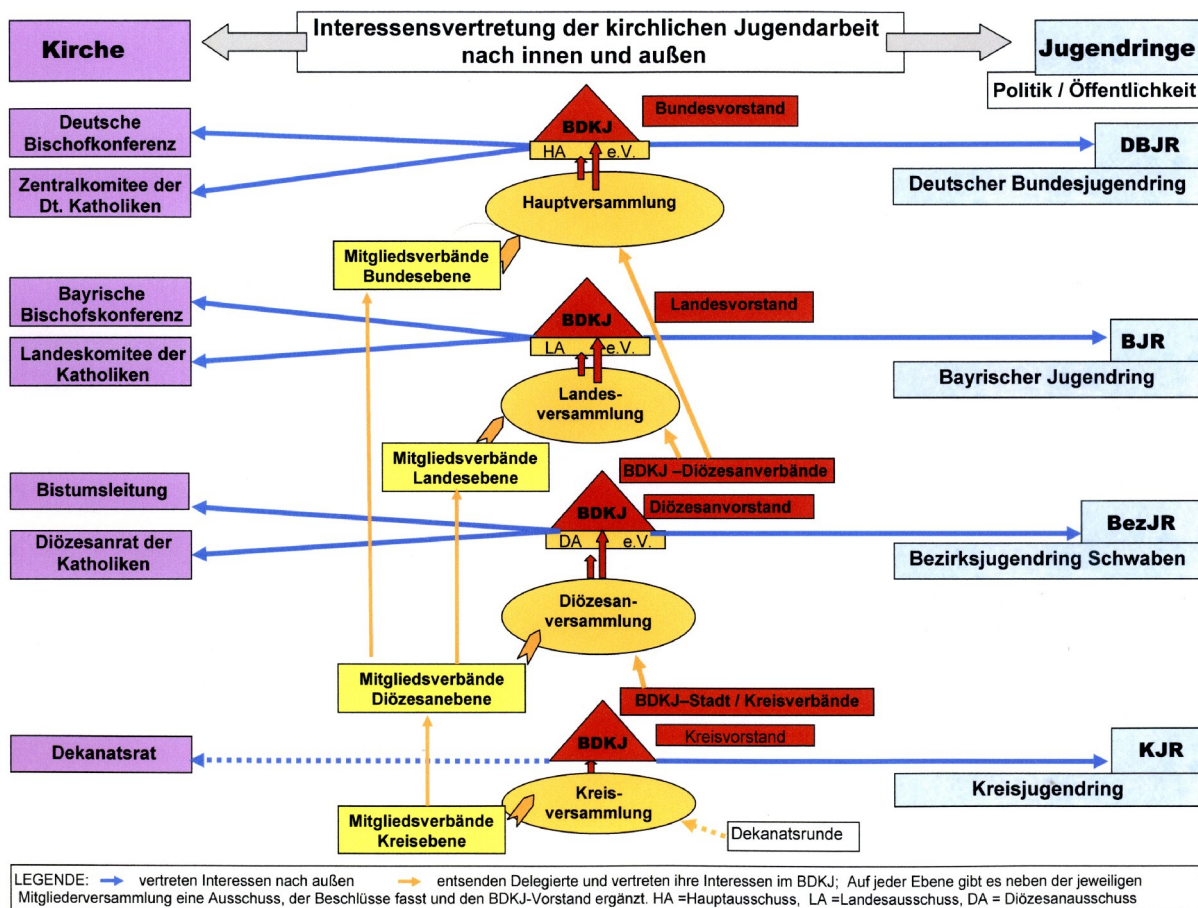 Kirche
Interessensvertretung der kirchlichen Jugendarbeit
nach innen und außen
Jugendringe
Politik / Öffentlichkeit
Deutsche
Bischofkonferenz
BDKJ
Bundesvorstand
HA e.V.
DBJR
Deutscher Bundesjugendring
Zentralkomitee der
Dt. Katholiken
Hauptversammlung
Mitgliedsverbände
Bundesebene
Bayrische
Bischofskonferenz
BDKJ
Landesvorstand
LA e.V.
BJR
Bayrischer Jugendring
Landeskomitee der
Katholiken
Landes-
versammlung
Mitgliedsverbände
Landesebene
BDKJ –Diözesanverbände
Bistumsleitung
BDKJ
Diözesanvorstand
DA e.V.
BezJR
Bezirksjugendring Schwaben
Diözesanrat der
Katholiken
Diözesan-
versammlung
Mitgliedsverbände
Diözesanebene
BDKJ–Stadt / Kreisverbände
Dekanatsrat
BDKJ
Kreisvorstand
KJR
Kreisjugendring
Kreis-
versammlung
Mitgliedsverbände
Kreisebene
Dekanatsrunde
LEGENDE: vertreten Interessen nach außen entsenden Delegierte und vertreten ihre Interessen im BDKJ; Auf jeder Ebene gibt es neben der jeweiligen
Mitgliederversammlung eine Ausschuss, der Beschlüsse fasst und den BDKJ-Vorstand ergänzt. HA =Hauptausschuss, LA =Landesausschuss, DA = Diözesanausschuss